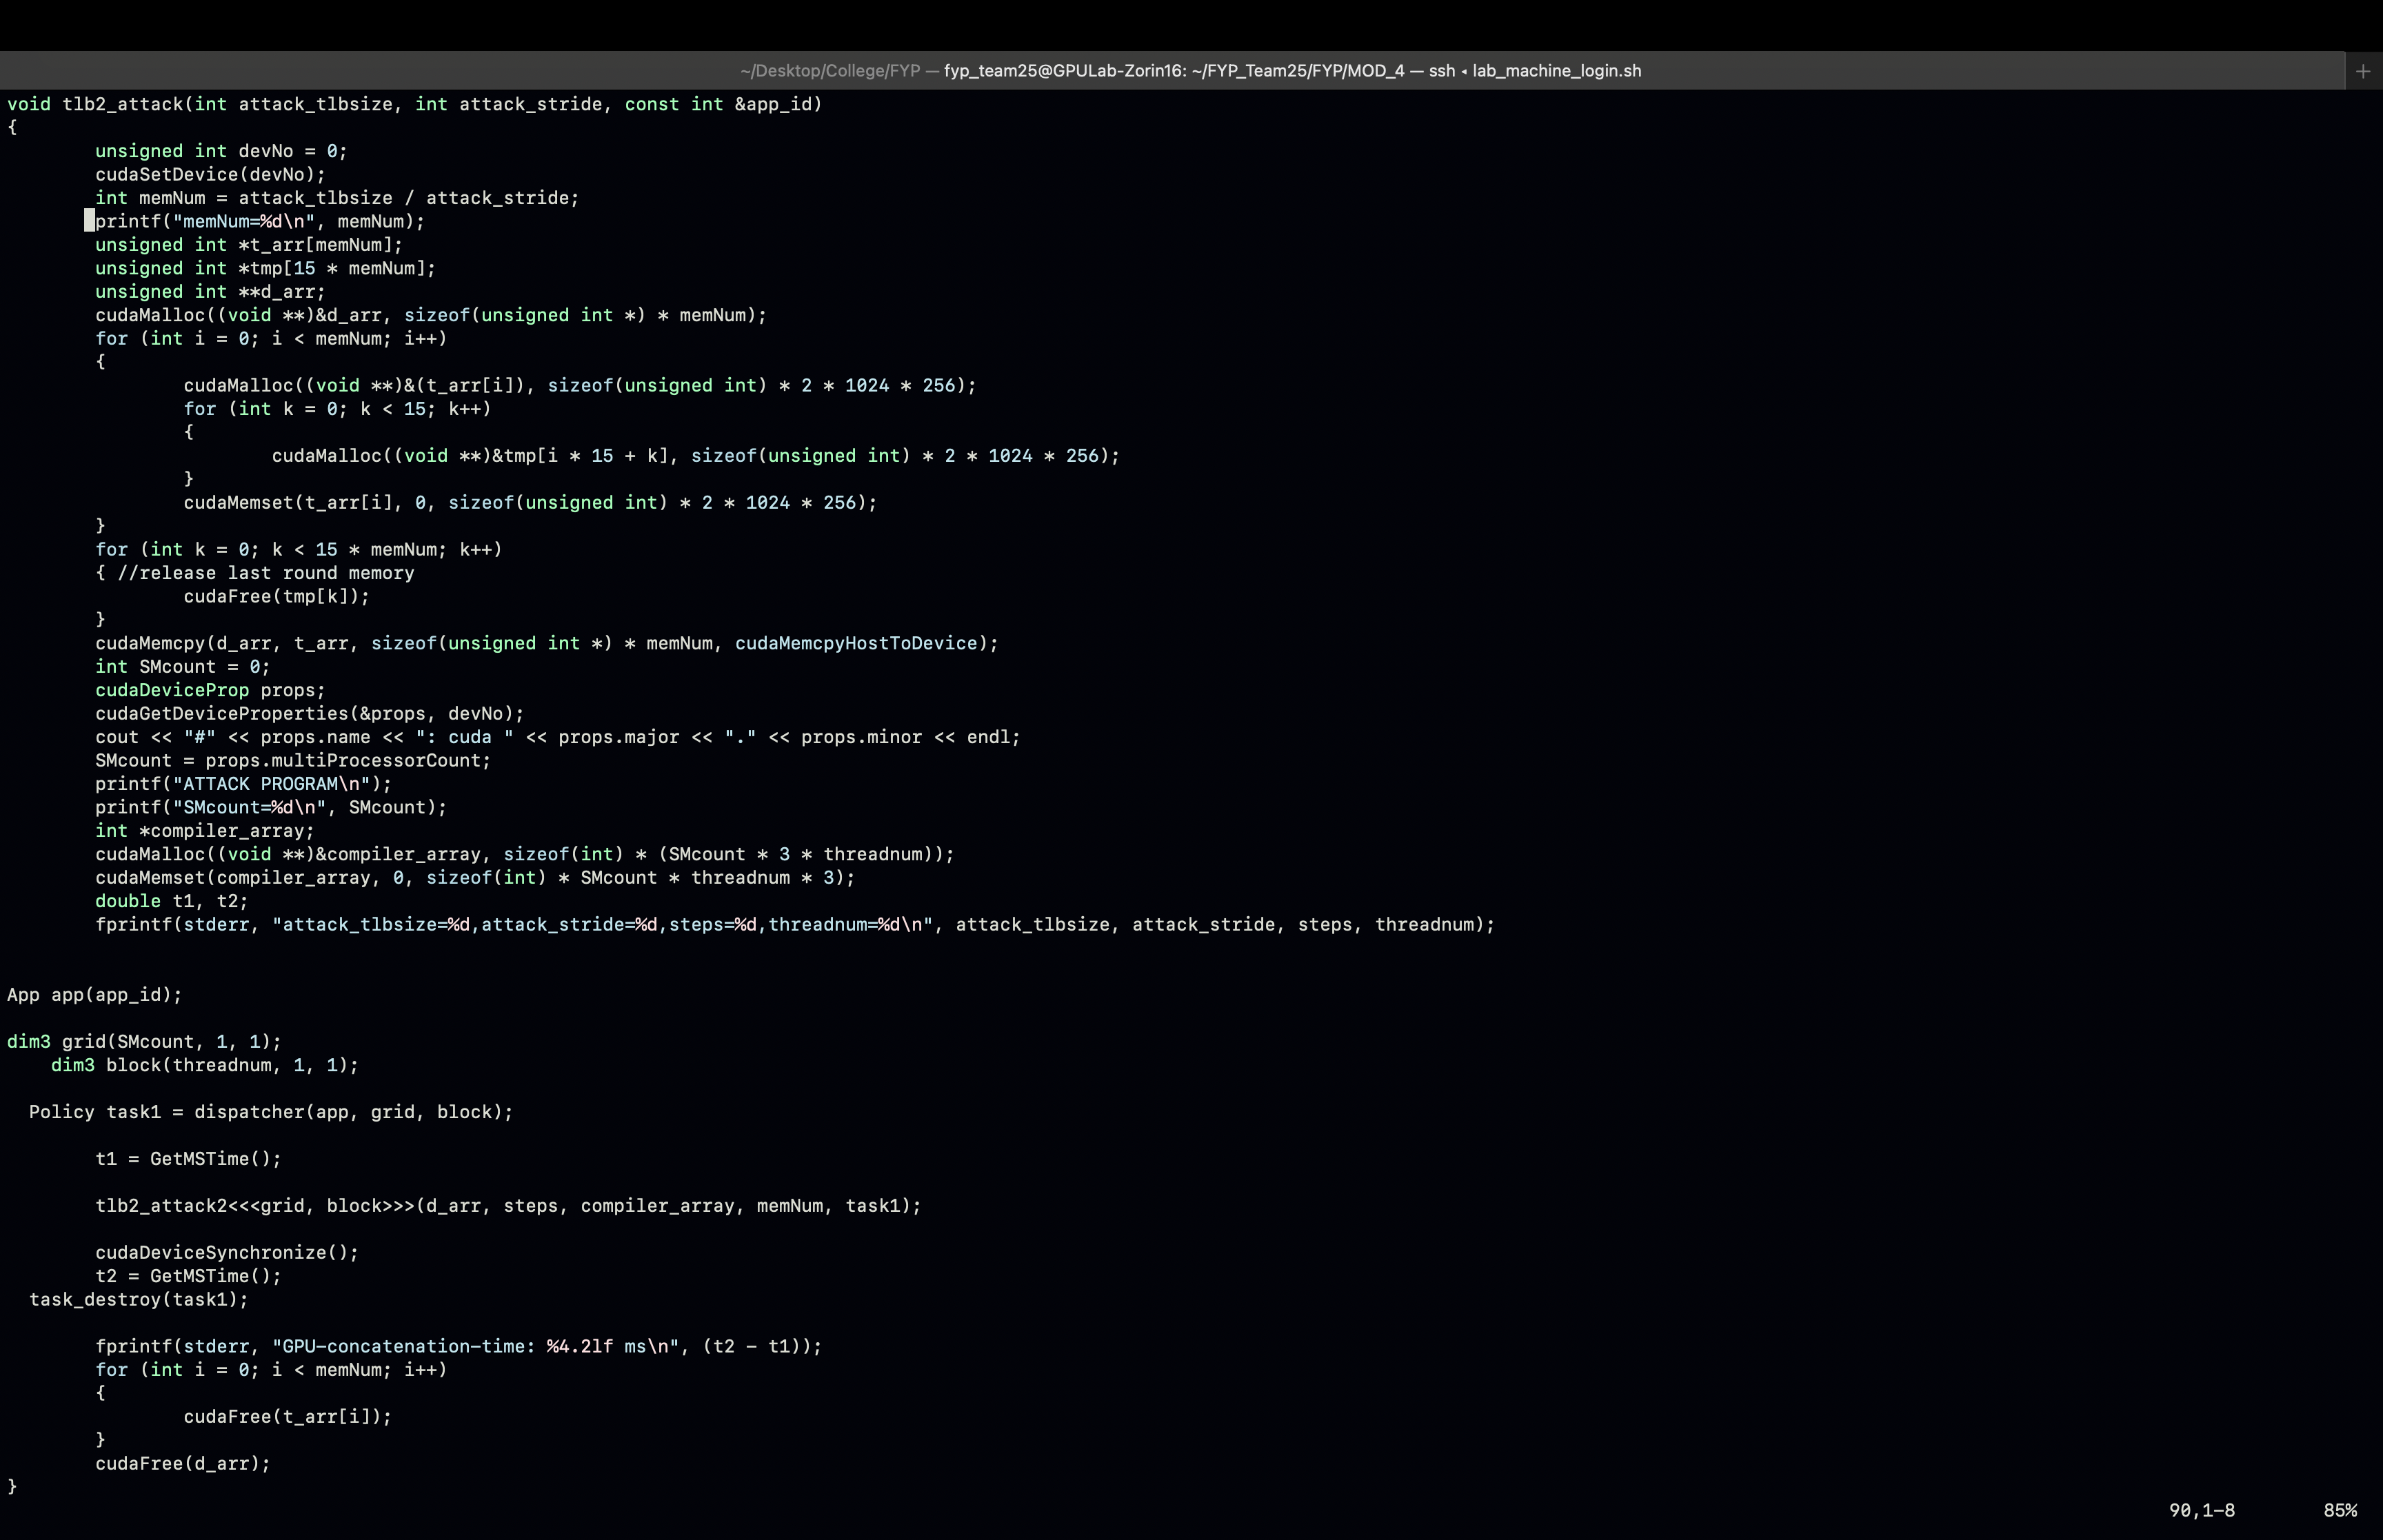 ~/Desktop/College/FYP — fyp_team25@GPULab-Zorin16: ~/FYP_Team25/FYP/MOD_4 — ssh ◂ lab_machine_login.sh
+
void tlb2_attack(int attack_tlbsize, int attack_stride, const int &app_id)
{
        unsigned int devNo = 0;
        cudaSetDevice(devNo);
        int memNum = attack_tlbsize / attack_stride;
        printf("memNum=%d\n", memNum);
        unsigned int *t_arr[memNum];
        unsigned int *tmp[15 * memNum];
        unsigned int **d_arr;
        cudaMalloc((void **)&d_arr, sizeof(unsigned int *) * memNum);
        for (int i = 0; i < memNum; i++)
        {
                cudaMalloc((void **)&(t_arr[i]), sizeof(unsigned int) * 2 * 1024 * 256);
                for (int k = 0; k < 15; k++)
                {
                        cudaMalloc((void **)&tmp[i * 15 + k], sizeof(unsigned int) * 2 * 1024 * 256);
                }
                cudaMemset(t_arr[i], 0, sizeof(unsigned int) * 2 * 1024 * 256);
        }
        for (int k = 0; k < 15 * memNum; k++)
        { //release last round memory
                cudaFree(tmp[k]);
        }
        cudaMemcpy(d_arr, t_arr, sizeof(unsigned int *) * memNum, cudaMemcpyHostToDevice);
        int SMcount = 0;
        cudaDeviceProp props;
        cudaGetDeviceProperties(&props, devNo);
        cout << "#" << props.name << ": cuda " << props.major << "." << props.minor << endl;
        SMcount = props.multiProcessorCount;
        printf("ATTACK PROGRAM\n");
        printf("SMcount=%d\n", SMcount);
        int *compiler_array;
        cudaMalloc((void **)&compiler_array, sizeof(int) * (SMcount * 3 * threadnum));
        cudaMemset(compiler_array, 0, sizeof(int) * SMcount * threadnum * 3);
        double t1, t2;
        fprintf(stderr, "attack_tlbsize=%d,attack_stride=%d,steps=%d,threadnum=%d\n", attack_tlbsize, attack_stride, steps, threadnum);
App app(app_id);
dim3 grid(SMcount, 1, 1);
    dim3 block(threadnum, 1, 1);
  Policy task1 = dispatcher(app, grid, block);
        t1 = GetMSTime();
        tlb2_attack2<<<grid, block>>>(d_arr, steps, compiler_array, memNum, task1);
        cudaDeviceSynchronize();
        t2 = GetMSTime();
  task_destroy(task1);
        fprintf(stderr, "GPU-concatenation-time: %4.2lf ms\n", (t2 - t1));
        for (int i = 0; i < memNum; i++)
        {
                cudaFree(t_arr[i]);
        }
        cudaFree(d_arr);
}
90,1-8        85%